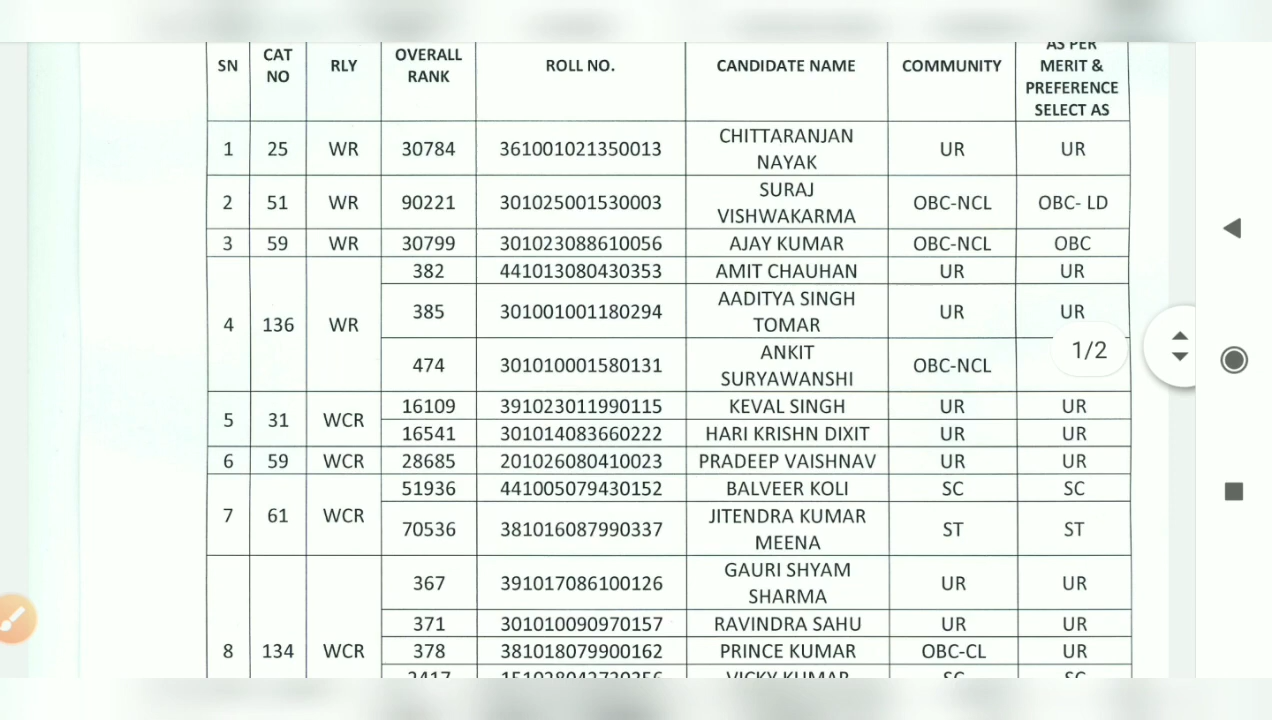 SN CAT NO RLY OVERALL RANK ROLL NO. CANDIDATE NAME COMMUNITY AS PER MERIT & PREFERENCE SELECT AS
1 25 WR 30784 361001021350013 CHITTARANJAN NAYAK UR UR
2 51 WR 90221 301025001530003 SURAJ VISHWAKARMA OBC-NCL OBC- LD
3 59 WR 30799 301023088610056 AJAY KUMAR OBC-NCL OBC
4 136 WR 382 441013080430353 AMIT CHAUHAN UR UR
385 301001001180294 AADITYA SINGH TOMAR UR UR
474 301010001580131 ANKIT SURYAWANSHI OBC-NCL
1/2
5 31 WCR 16109 391023011990115 KEVAL SINGH UR UR
16541 301014083660222 HARI KRISHN DIXIT UR UR
6 59 WCR 28685 201026080410023 PRADEEP VAISHNAV UR UR
7 61 WCR 51936 441005079430152 BALVEER KOLI SC SC
70536 381016087990337 JITENDRA KUMAR MEENA ST ST
8 134 WCR 367 391017086100126 GAURI SHYAM SHARMA UR UR
371 301010090970157 RAVINDRA SAHU UR UR
378 381018079900162 PRINCE KUMAR OBC-CL UR
VICKY KUMAR SC SC